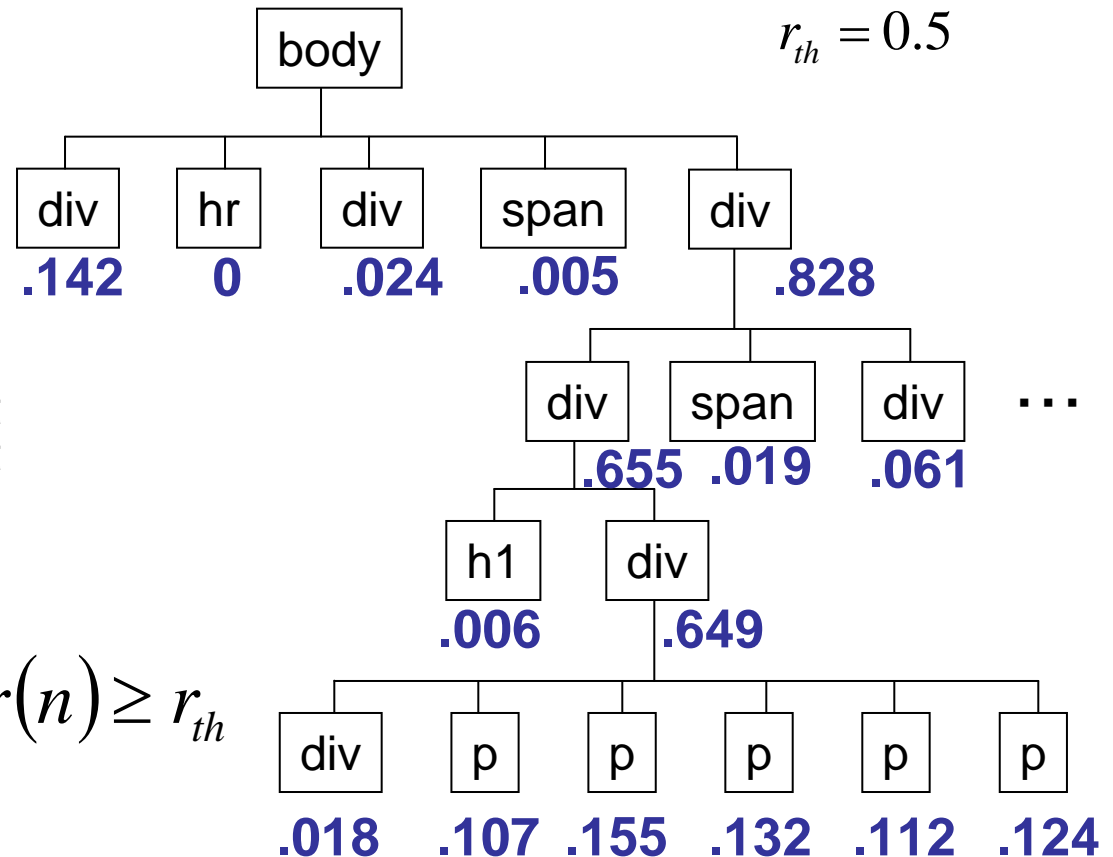 body
r_th = 0.5
div hr div span div
.142 0 .024 .005 .828
div span div ...
.655 .019 .061
h1 div
.006 .649
r(n) ≥ r_th
div p p p p p
.018 .107 .155 .132 .112 .124